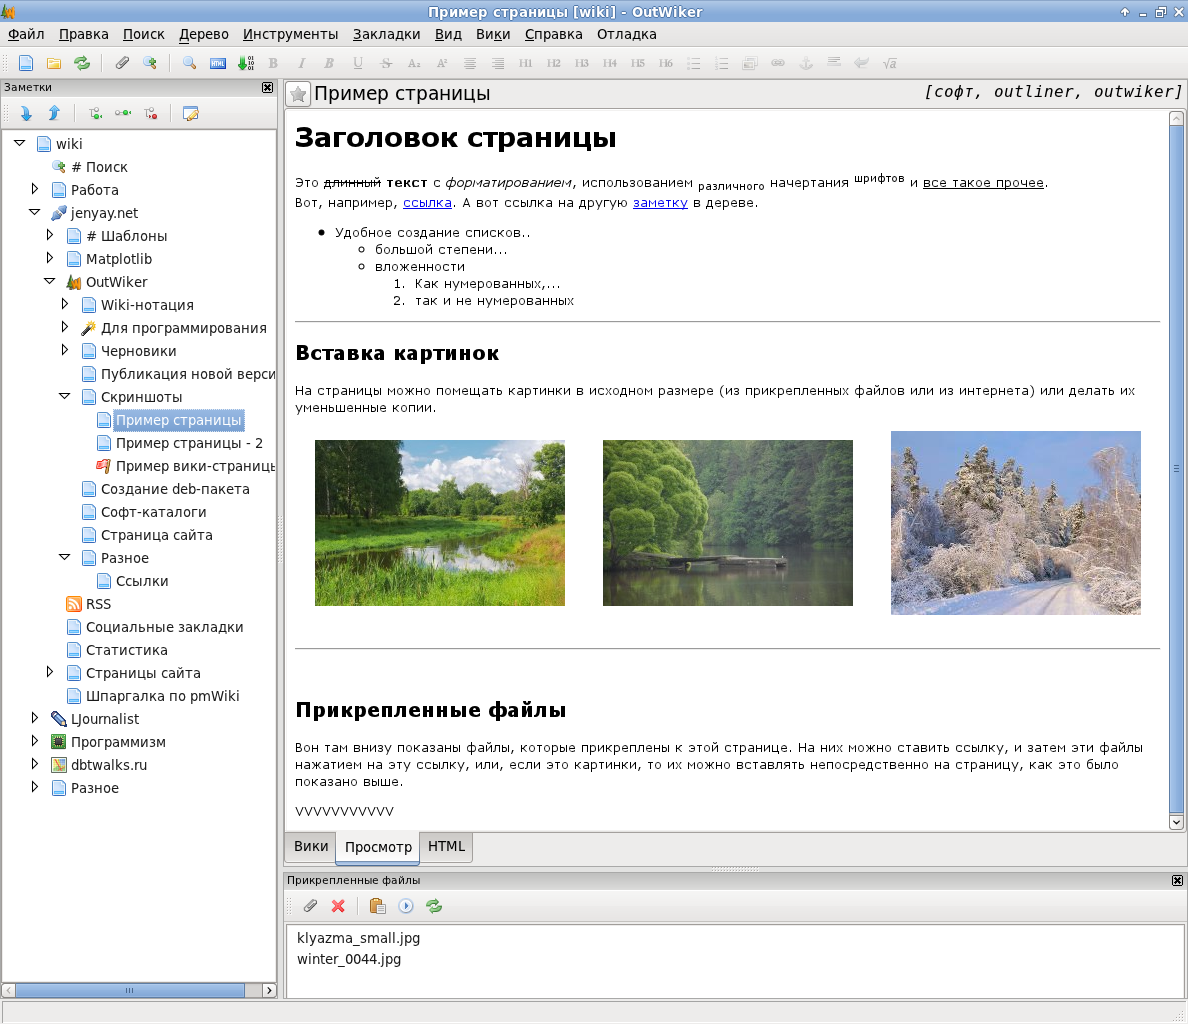 Пример страницы [wiki] - OutWiker
Файл Правка Поиск Дерево Инструменты Закладки Вид Вики Справка Отладка
HTML B I U S A₂ A² H1 H2 H3 H4 H5 H6 √a
Заметки
wiki
# Поиск
Работа
jenyay.net
# Шаблоны
Matplotlib
OutWiker
Wiki-нотация
Для программирования
Черновики
Публикация новой верси
Скриншоты
Пример страницы
Пример страницы - 2
Пример вики-страниць
Создание deb-пакета
Софт-каталоги
Страница сайта
Разное
Ссылки
RSS
Социальные закладки
Статистика
Страницы сайта
Шпаргалка по pmWiki
LJournalist
Программизм
dbtwalks.ru
Разное
Пример страницы
[софт, outliner, outwiker]
Заголовок страницы
Это длинный текст с форматированием, использованием различного начертания шрифтов и все такое прочее.
Вот, например, ссылка. А вот ссылка на другую заметку в дереве.
Удобное создание списков..
большой степени...
вложенности
1. Как нумерованных,...
2. так и не нумерованных
Вставка картинок
На страницы можно помещать картинки в исходном размере (из прикрепленных файлов или из интернета) или делать их
уменьшенные копии.
Прикрепленные файлы
Вон там внизу показаны файлы, которые прикреплены к этой странице. На них можно ставить ссылку, и затем эти файлы
нажатием на эту ссылку, или, если это картинки, то их можно вставлять непосредственно на страницу, как это было
показано выше.
VVVVVVVVVVV
Вики Просмотр HTML
Прикрепленные файлы
klyazma_small.jpg
winter_0044.jpg